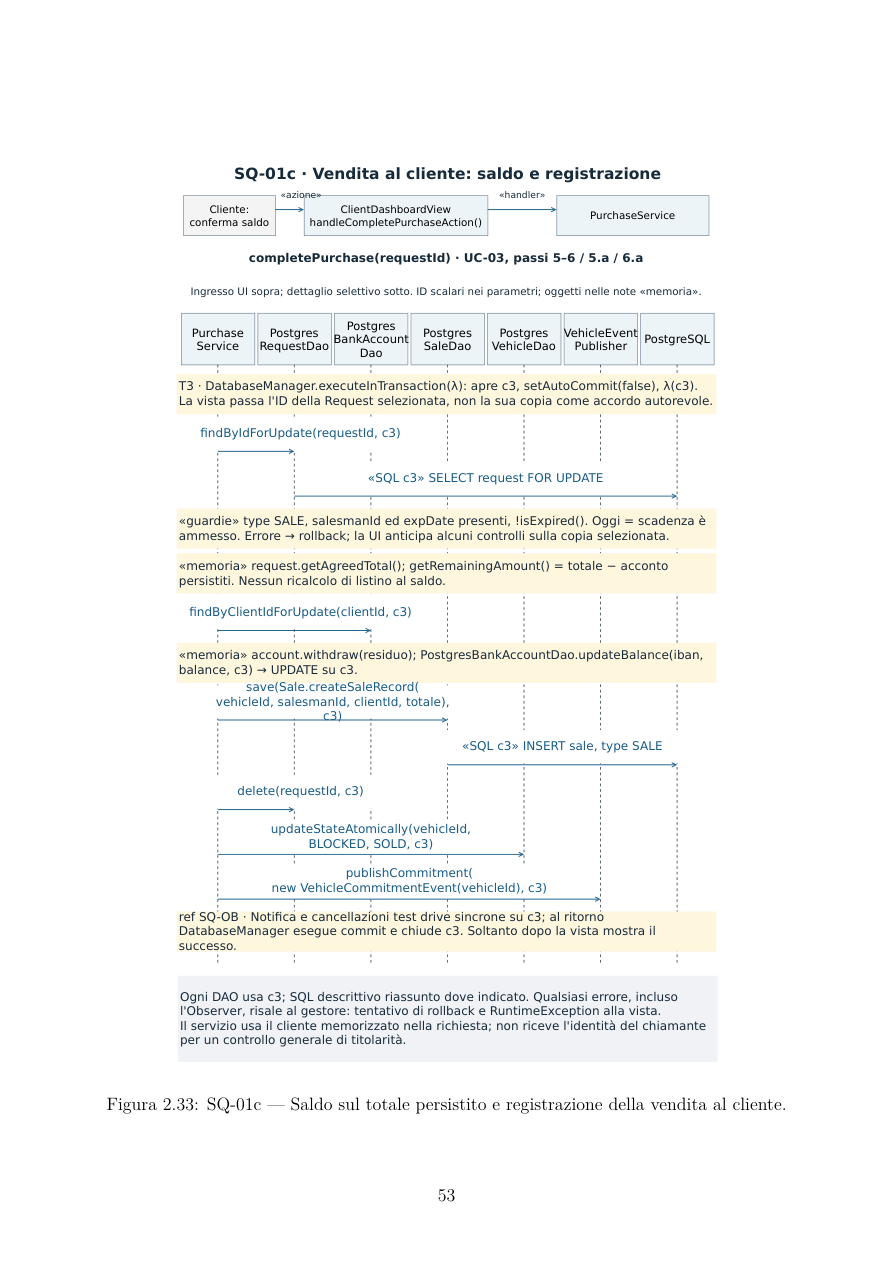 SQ-01c · Vendita al cliente: saldo e registrazione
«azione»
«handler»
Cliente:
conferma saldo
ClientDashboardView
handleCompletePurchaseAction()
PurchaseService
completePurchase(requestId) · UC-03, passi 5–6 / 5.a / 6.a
Ingresso UI sopra; dettaglio selettivo sotto. ID scalari nei parametri; oggetti nelle note «memoria».
Purchase
Service
Postgres
RequestDao
Postgres
BankAccount
Dao
Postgres
SaleDao
Postgres
VehicleDao
VehicleEvent
Publisher
PostgreSQL
T3 · DatabaseManager.executeInTransaction(λ): apre c3, setAutoCommit(false), λ(c3).
La vista passa l'ID della Request selezionata, non la sua copia come accordo autorevole.
findByIdForUpdate(requestId, c3)
«SQL c3» SELECT request FOR UPDATE
«guardie» type SALE, salesmanId ed expDate presenti, !isExpired(). Oggi = scadenza è
ammesso. Errore → rollback; la UI anticipa alcuni controlli sulla copia selezionata.
«memoria» request.getAgreedTotal(); getRemainingAmount() = totale − acconto
persistiti. Nessun ricalcolo di listino al saldo.
findByClientIdForUpdate(clientId, c3)
«memoria» account.withdraw(residuo); PostgresBankAccountDao.updateBalance(iban,
balance, c3) → UPDATE su c3.
save(Sale.createSaleRecord(
vehicleId, salesmanId, clientId, totale),
c3)
«SQL c3» INSERT sale, type SALE
delete(requestId, c3)
updateStateAtomically(vehicleId,
BLOCKED, SOLD, c3)
publishCommitment(
new VehicleCommitmentEvent(vehicleId), c3)
ref SQ-OB · Notifica e cancellazioni test drive sincrone su c3; al ritorno
DatabaseManager esegue commit e chiude c3. Soltanto dopo la vista mostra il
successo.
Ogni DAO usa c3; SQL descrittivo riassunto dove indicato. Qualsiasi errore, incluso
l'Observer, risale al gestore: tentativo di rollback e RuntimeException alla vista.
Il servizio usa il cliente memorizzato nella richiesta; non riceve l'identità del chiamante
per un controllo generale di titolarità.
Figura 2.33: SQ-01c — Saldo sul totale persistito e registrazione della vendita al cliente.
53